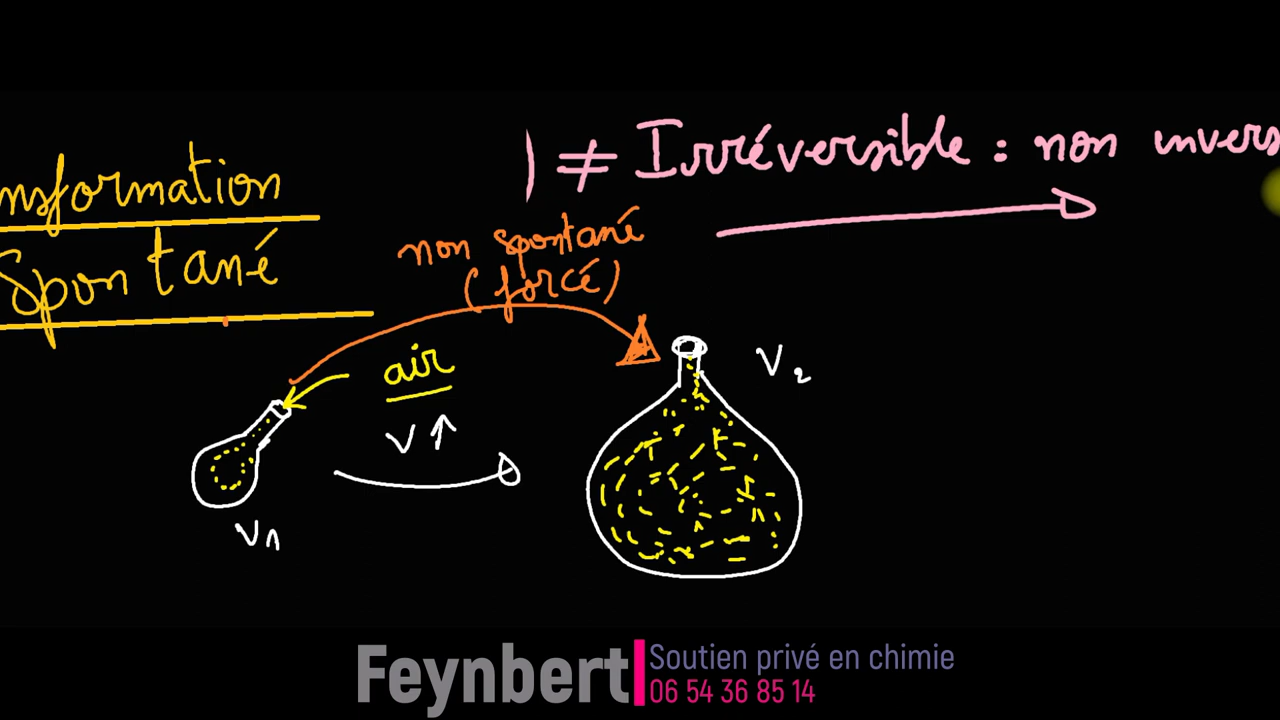 ) ≠ Irréversible : non invers
nsformation
Spontané
non spontané
(forcé)
air
V ↑
V1
V2
Feynbert
Soutien privé en chimie
06 54 36 85 14